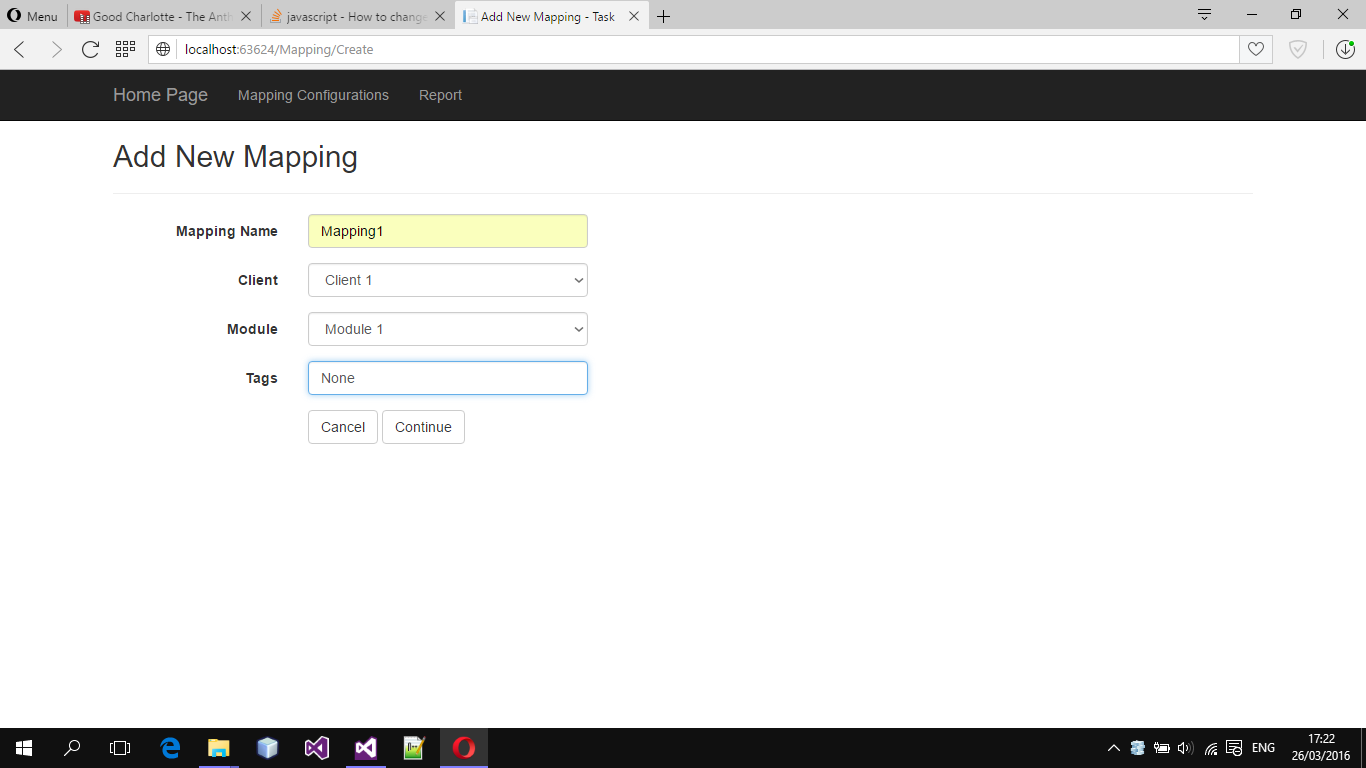 Menu
Good Charlotte - The Anth
javascript - How to change
Add New Mapping - Task
localhost:63624/Mapping/Create
Home Page Mapping Configurations Report
Add New Mapping
Mapping Name Mapping1
Client Client 1
Module Module 1
Tags None
Cancel Continue
ENG
17:22
26/03/2016